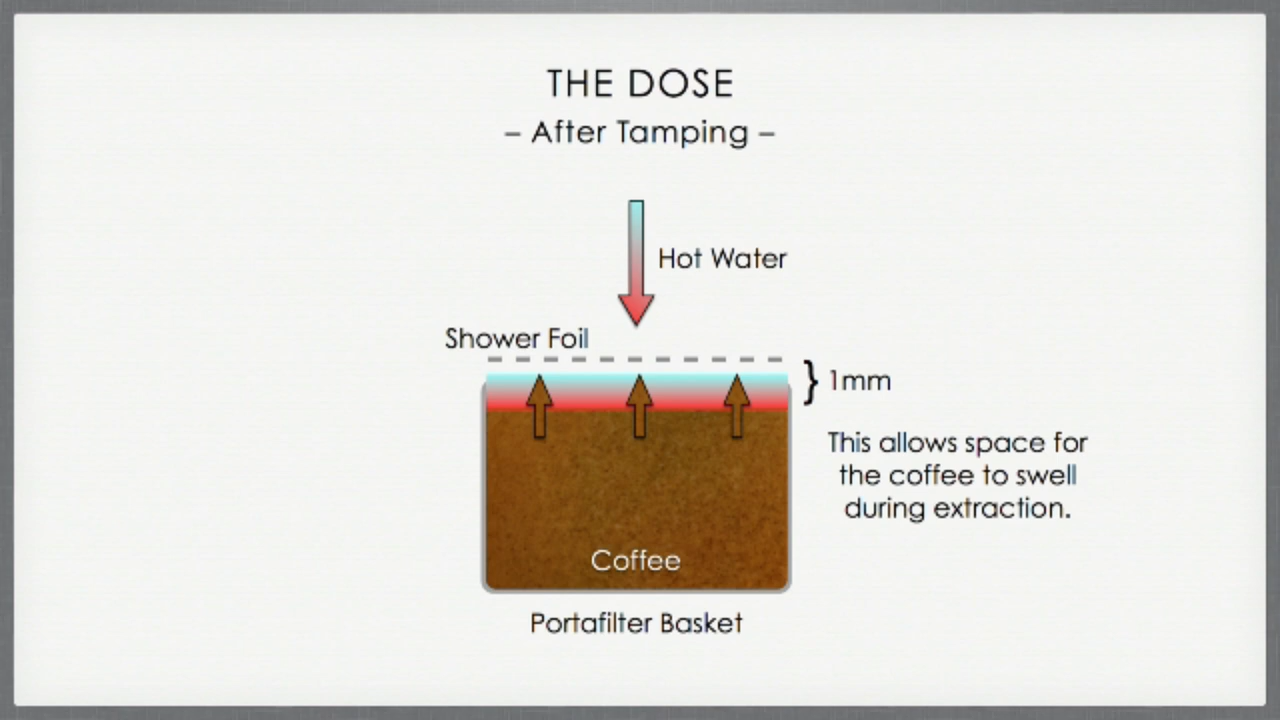 THE DOSE
– After Tamping –
Hot Water
Shower Foil
1mm
This allows space for
the coffee to swell
during extraction.
Coffee
Portafilter Basket